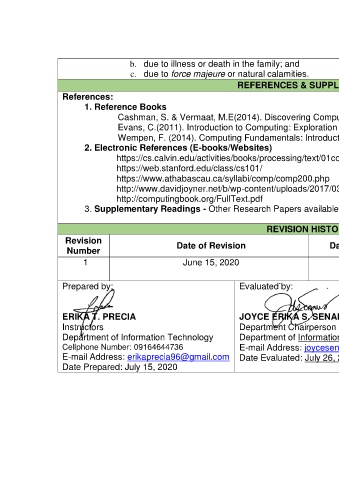 b. due to illness or death in the family; and
c. due to force majeure or natural calamities.
REFERENCES & SUPPL
References:
1. Reference Books
Cashman, S. & Vermaat, M.E(2014). Discovering Compu
Evans, C.(2011). Introduction to Computing: Exploration
Wempen, F. (2014). Computing Fundamentals: Introduct
2. Electronic References (E-books/Websites)
https://cs.calvin.edu/activities/books/processing/text/01co
https://web.stanford.edu/class/cs101/
https://www.athabascau.ca/syllabi/comp/comp200.php
http://www.davidjoyner.net/b/wp-content/uploads/2017/03
http://computingbook.org/FullText.pdf
3. Supplementary Readings - Other Research Papers available
REVISION HISTO
Revision Number Date of Revision Da
1 June 15, 2020
Prepared by:
ERIKA T. PRECIA
Instructors
Department of Information Technology
Cellphone Number: 09164644736
E-mail Address: erikaprecia96@gmail.com
Date Prepared: July 15, 2020
Evaluated by:
JOYCE ERIKA S. SENAR
Department Chairperson
Department of Information
E-mail Address: joycesen
Date Evaluated: July 26, 2